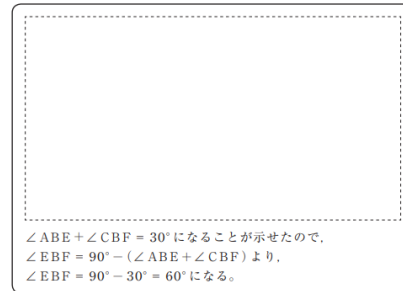 ∠ABE＋∠CBF = 30°になることが示せたので，
∠EBF = 90°−(∠ABE＋∠CBF)より，
∠EBF = 90°−30° = 60°になる。